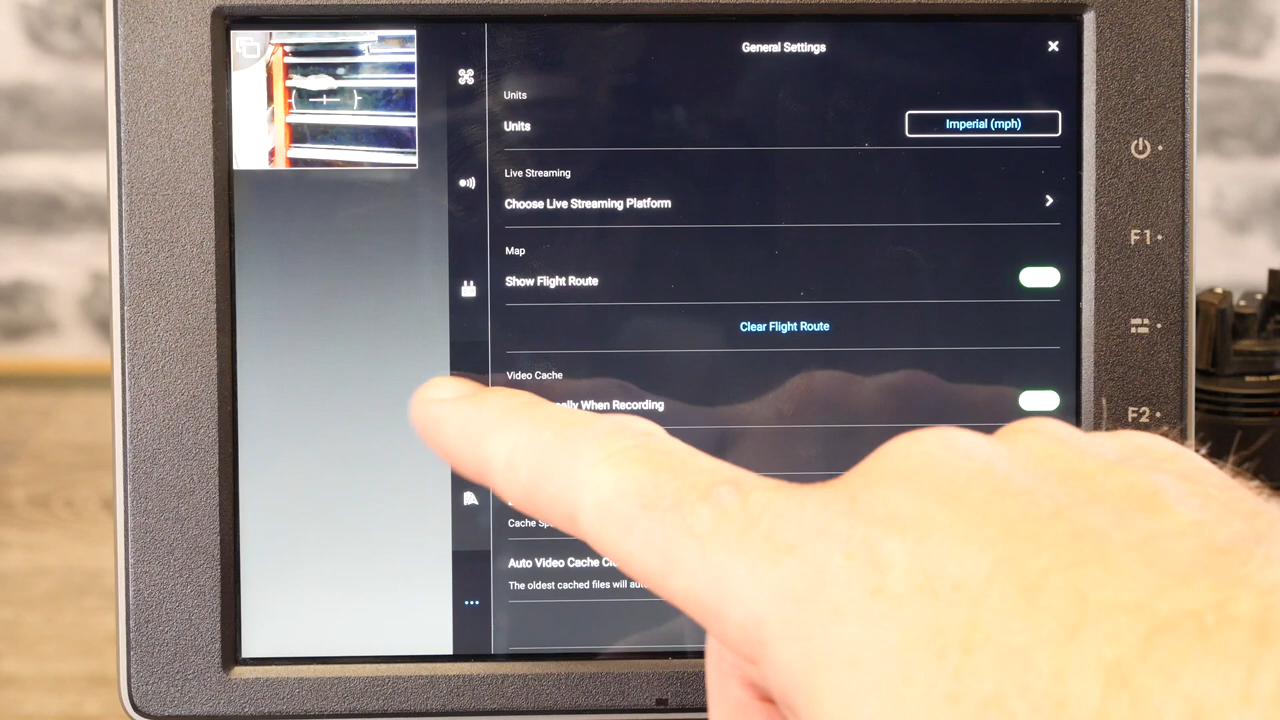 General Settings
Units
Units
Imperial (mph)
Live Streaming
Choose Live Streaming Platform
Map
Show Flight Route
Clear Flight Route
Video Cache
When Recording
Cache
Auto Video Cache
The oldest cached files will
F1
F2